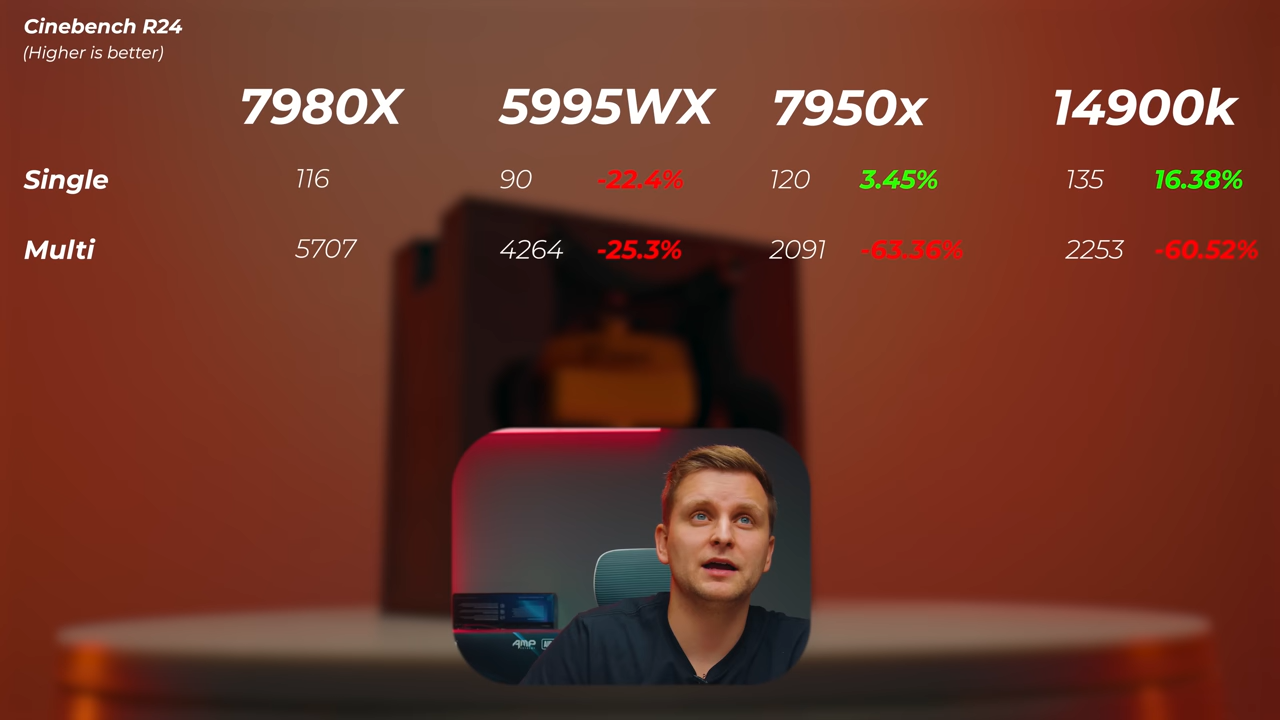 Cinebench R24
(Higher is better)
7980X 5995WX 7950x 14900k
Single 116 90 -22.4% 120 3.45% 135 16.38%
Multi 5707 4264 -25.3% 2091 -63.36% 2253 -60.52%
AMP